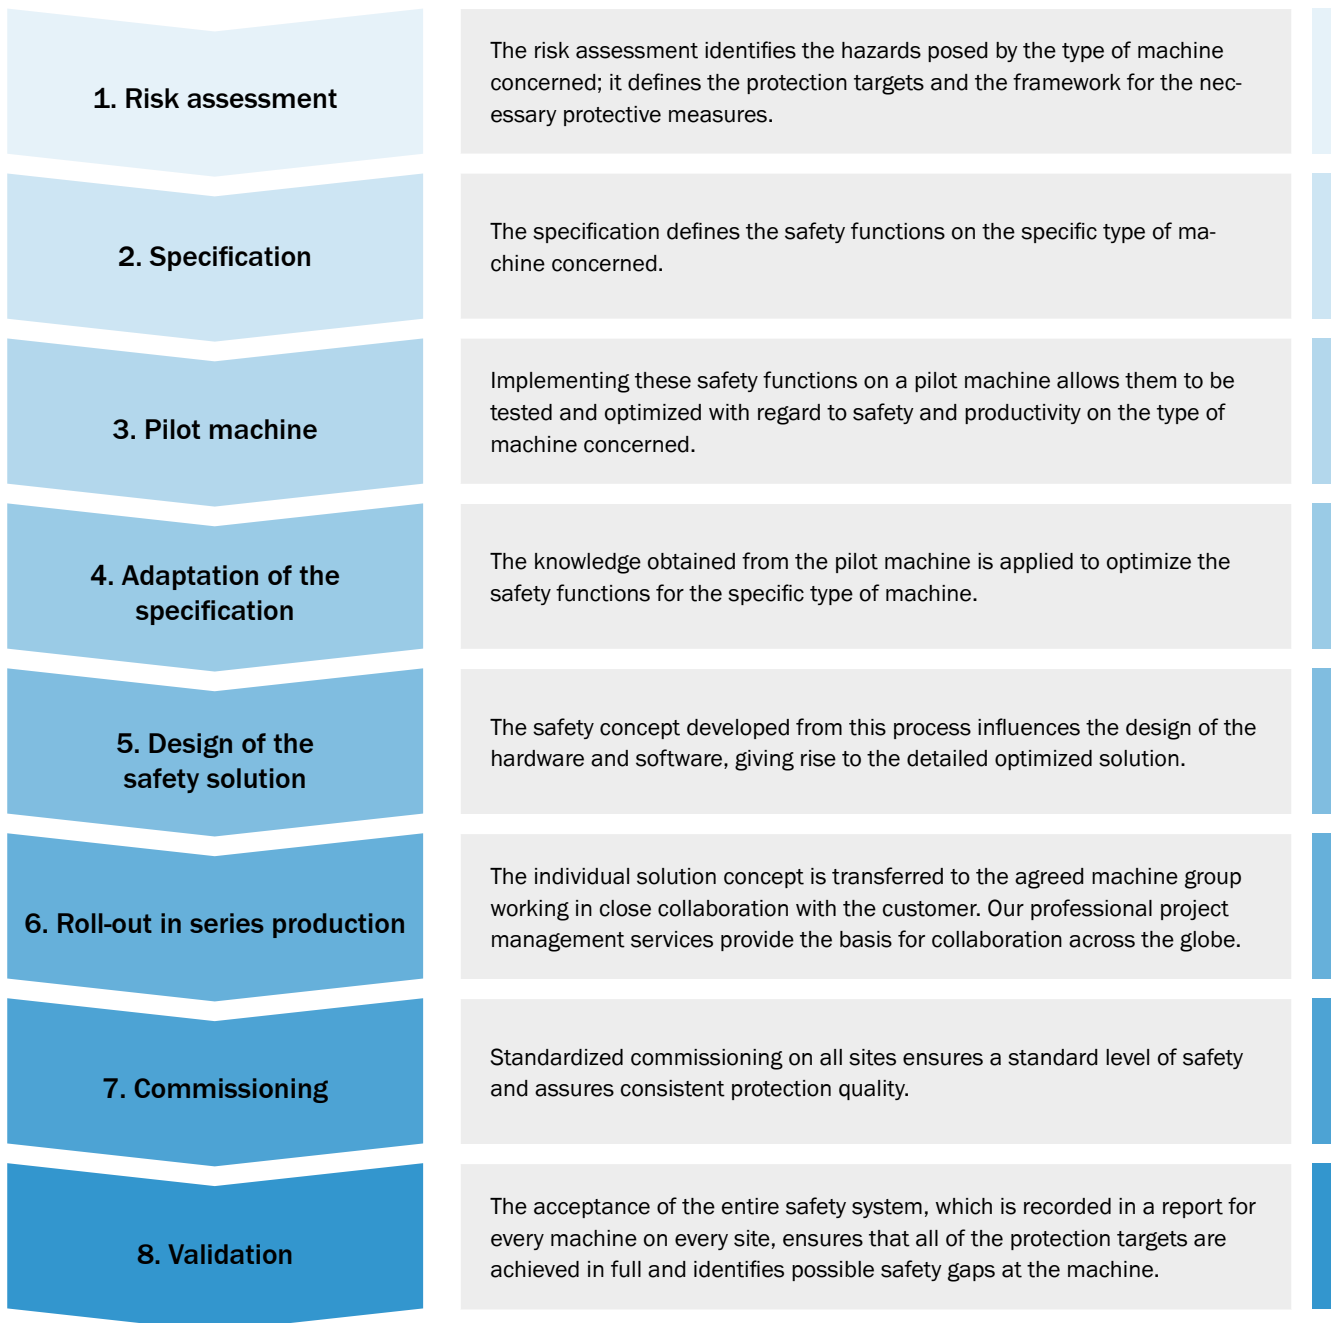 1. Risk assessment
The risk assessment identifies the hazards posed by the type of machine
concerned; it defines the protection targets and the framework for the nec-
essary protective measures.
2. Specification
The specification defines the safety functions on the specific type of ma-
chine concerned.
3. Pilot machine
Implementing these safety functions on a pilot machine allows them to be
tested and optimized with regard to safety and productivity on the type of
machine concerned.
4. Adaptation of the
specification
The knowledge obtained from the pilot machine is applied to optimize the
safety functions for the specific type of machine.
5. Design of the
safety solution
The safety concept developed from this process influences the design of the
hardware and software, giving rise to the detailed optimized solution.
6. Roll-out in series production
The individual solution concept is transferred to the agreed machine group
working in close collaboration with the customer. Our professional project
management services provide the basis for collaboration across the globe.
7. Commissioning
Standardized commissioning on all sites ensures a standard level of safety
and assures consistent protection quality.
8. Validation
The acceptance of the entire safety system, which is recorded in a report for
every machine on every site, ensures that all of the protection targets are
achieved in full and identifies possible safety gaps at the machine.